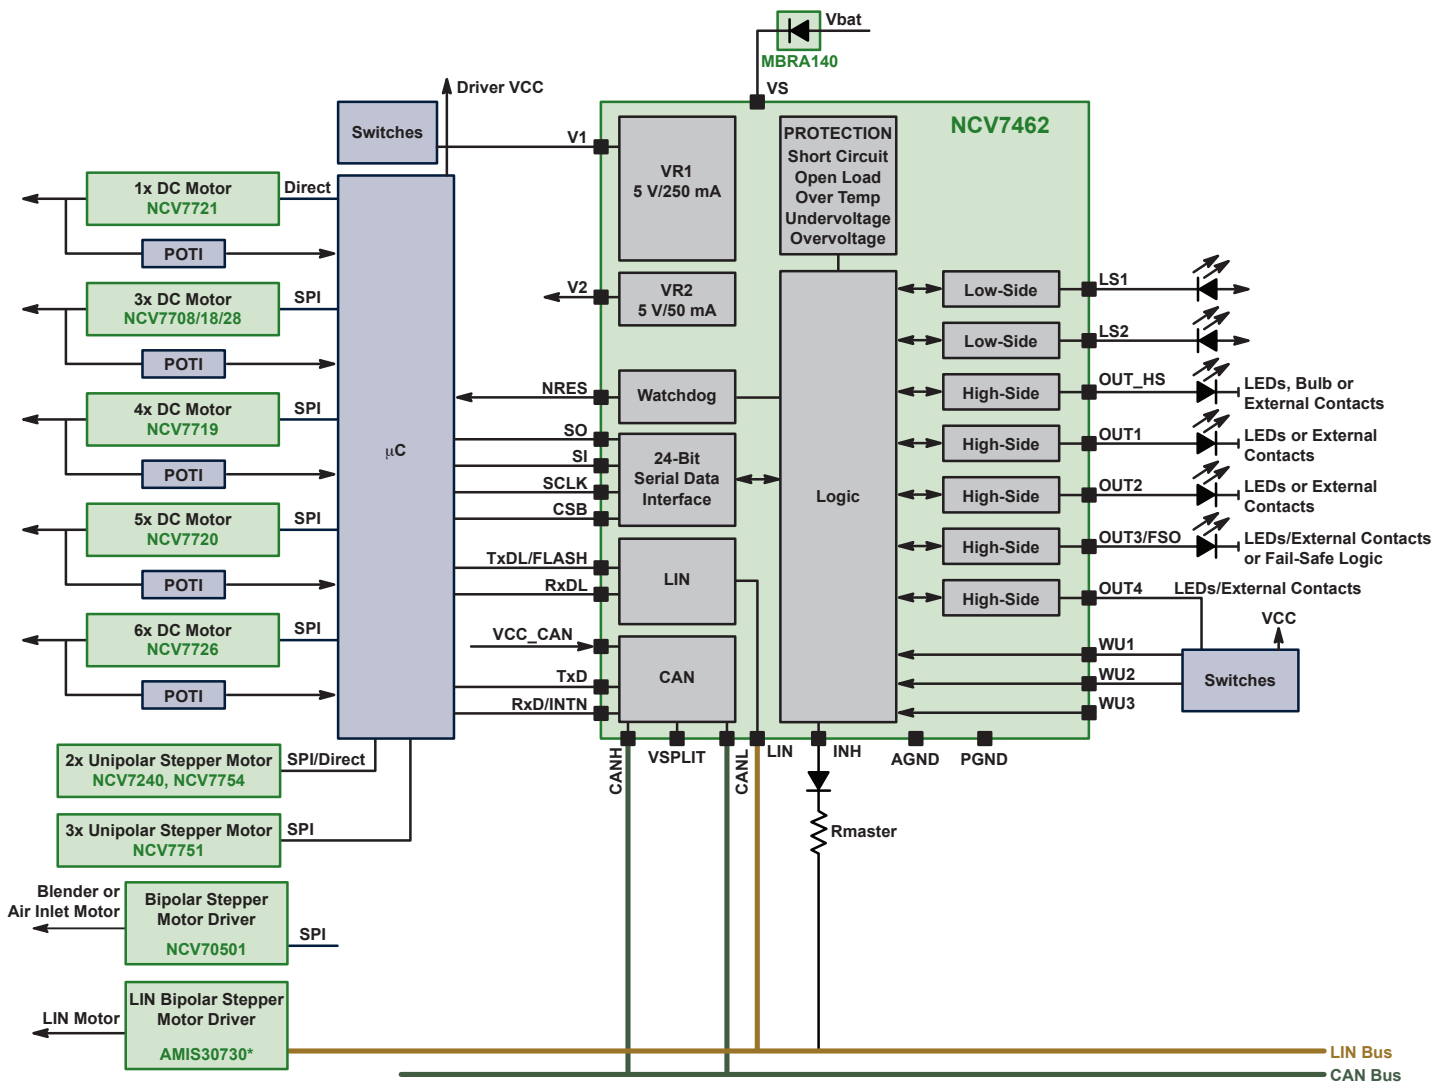 Vbat
MBRA140
VS
Driver VCC
Switches
V1
NCV7462
VR1
5 V/250 mA
PROTECTION
Short Circuit
Open Load
Over Temp
Undervoltage
Overvoltage
1x DC Motor
NCV7721
Direct
POTI
3x DC Motor
NCV7708/18/28
SPI
POTI
4x DC Motor
NCV7719
SPI
POTI
5x DC Motor
NCV7720
SPI
POTI
6x DC Motor
NCV7726
SPI
POTI
µC
V2
VR2
5 V/50 mA
NRES
Watchdog
SO
SI
SCLK
CSB
24-Bit
Serial Data
Interface
TxDL/FLASH
RxDL
LIN
VCC_CAN
TxD
RxD/INTN
CAN
Logic
Low-Side
LS1
Low-Side
LS2
High-Side
OUT_HS
LEDs, Bulb or
External Contacts
High-Side
OUT1
LEDs or External
Contacts
High-Side
OUT2
LEDs or External
Contacts
High-Side
OUT3/FSO
LEDs/External Contacts
or Fail-Safe Logic
High-Side
OUT4
LEDs/External Contacts
VCC
WU1
WU2
WU3
Switches
CANH
VSPLIT
CANL
LIN
INH
AGND
PGND
Rmaster
2x Unipolar Stepper Motor
NCV7240, NCV7754
SPI/Direct
3x Unipolar Stepper Motor
NCV7751
SPI
Blender or
Air Inlet Motor
Bipolar Stepper
Motor Driver
NCV70501
SPI
LIN Motor
LIN Bipolar Stepper
Motor Driver
AMIS30730*
LIN Bus
CAN Bus